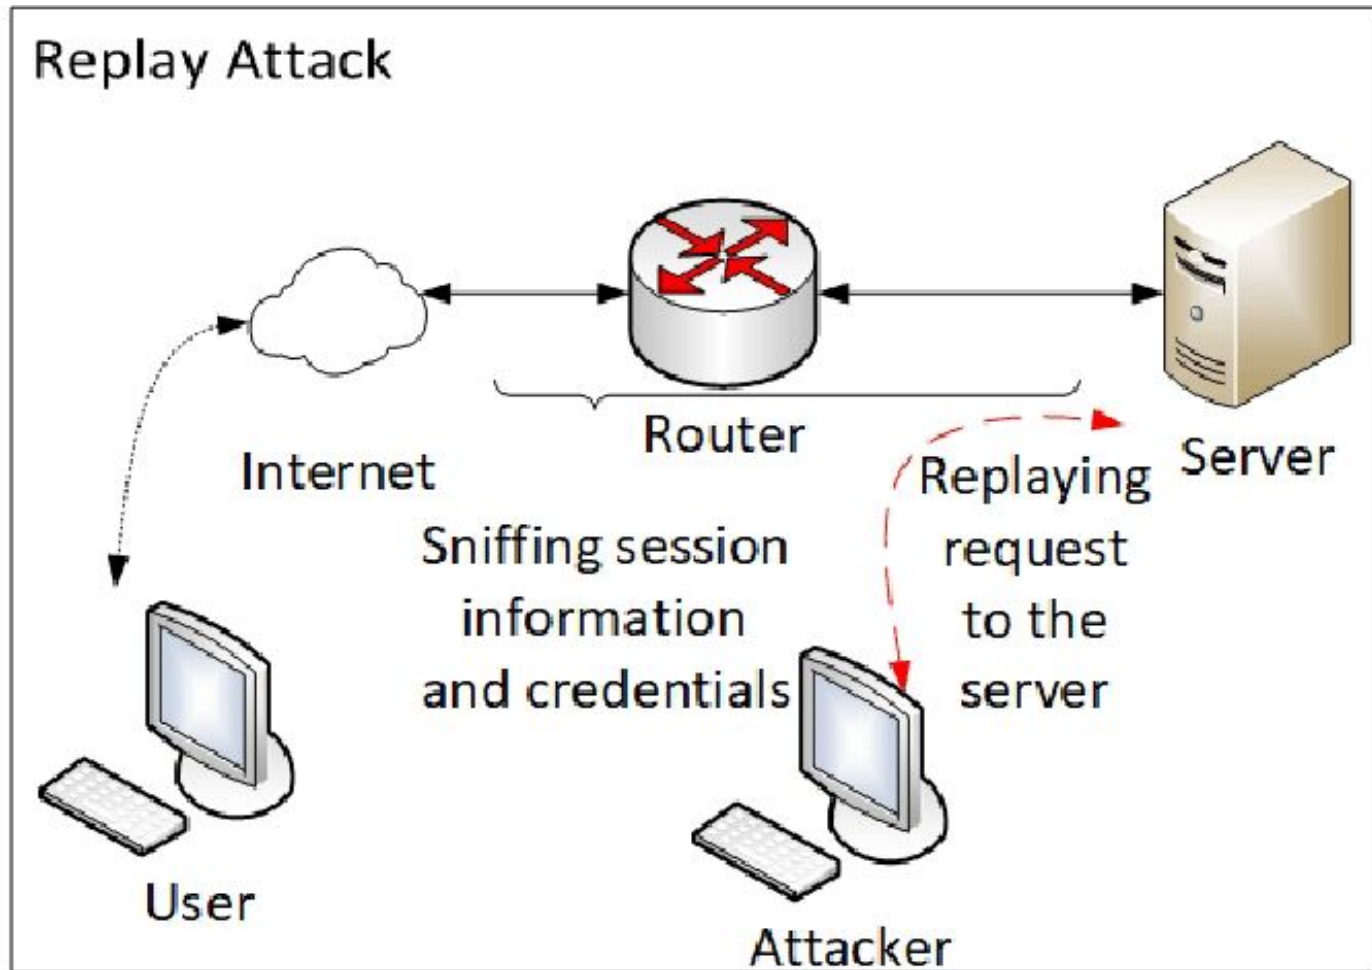 Replay Attack
Router
Internet
Server
Sniffing session
information
and credentials
Replaying
request
to the
server
User
Attacker